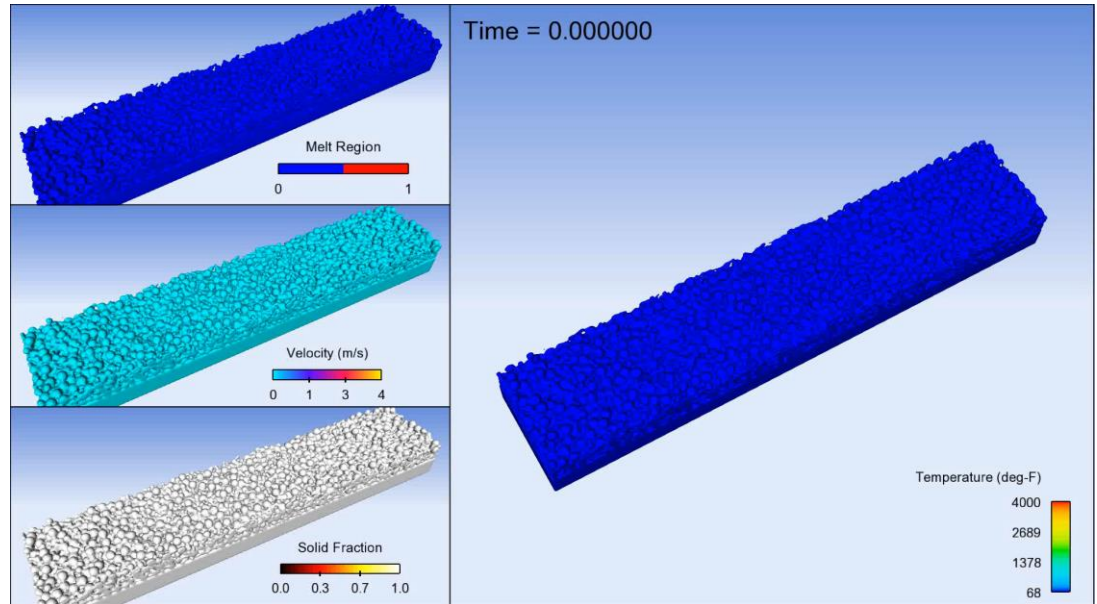 Melt Region
0 1
Velocity (m/s)
0 1 3 4
Solid Fraction
0.0 0.3 0.7 1.0
Time = 0.000000
Temperature (deg-F)
4000
2689
1378
68